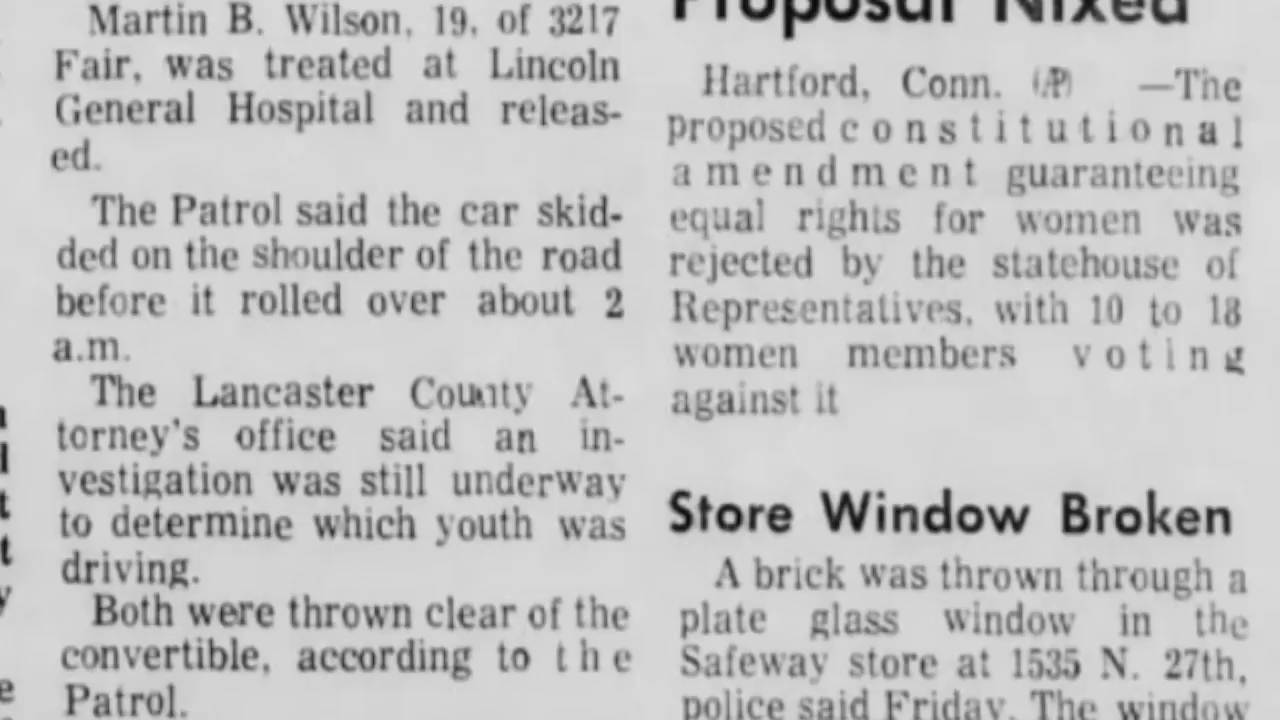 Martin B. Wilson, 19, of 3217
Fair, was treated at Lincoln
General Hospital and releas-
ed.
The Patrol said the car skid-
ded on the shoulder of the road
before it rolled over about 2
a.m.
The Lancaster County At-
torney's office said an in-
vestigation was still underway
to determine which youth was
driving.
Both were thrown clear of the
convertible, according to the
Patrol.
Proposal Nixed
Hartford, Conn. (AP) —The
proposed constitutional
amendment guaranteeing
equal rights for women was
rejected by the statehouse of
Representatives, with 10 to 18
women members voting
against it
Store Window Broken
A brick was thrown through a
plate glass window in the
Safeway store at 1535 N. 27th,
police said Friday. The window